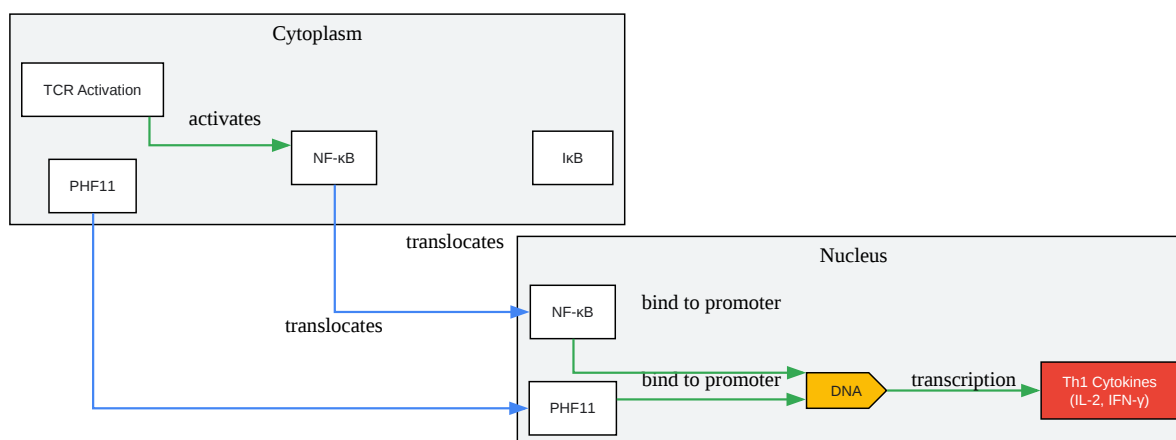 Cytoplasm
TCR Activation
activates
NF-κB
IκB
PHF11
translocates
Nucleus
NF-κB
bind to promoter
translocates
bind to promoter
DNA
transcription
Th1 Cytokines
(IL-2, IFN-γ)
PHF11